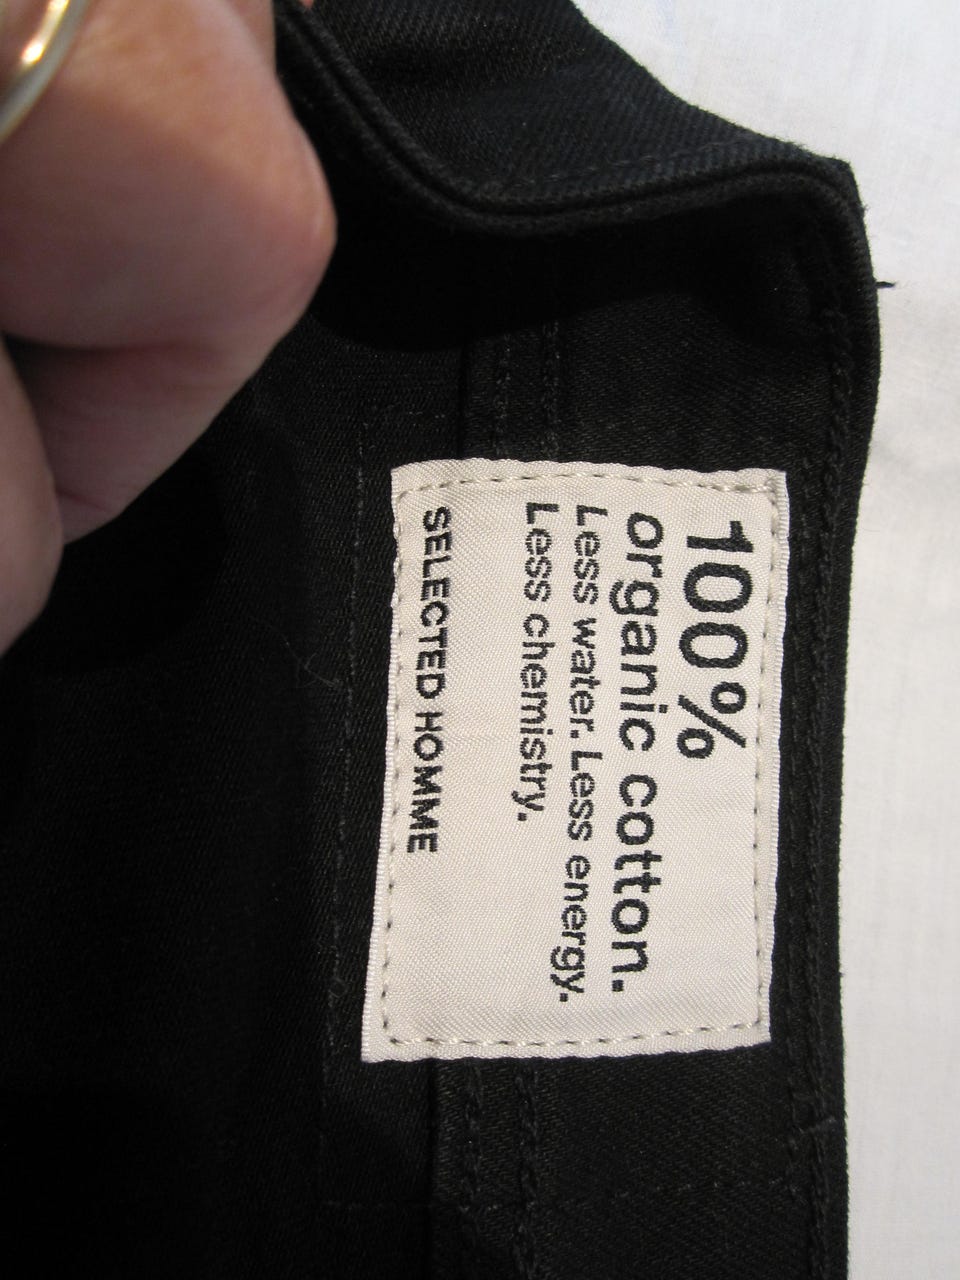 100%
organic cotton.
Less water. Less energy.
Less chemistry.
SELECTED HOMME